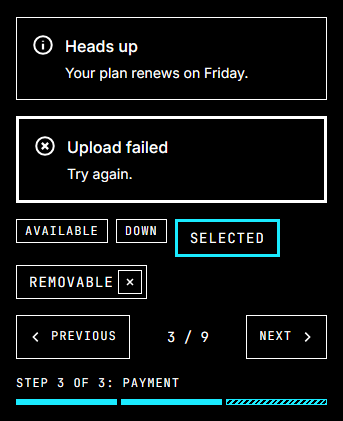 Heads up
Your plan renews on Friday.
Upload failed
Try again.
AVAILABLE DOWN SELECTED
REMOVABLE
PREVIOUS 3 / 9 NEXT
STEP 3 OF 3: PAYMENT